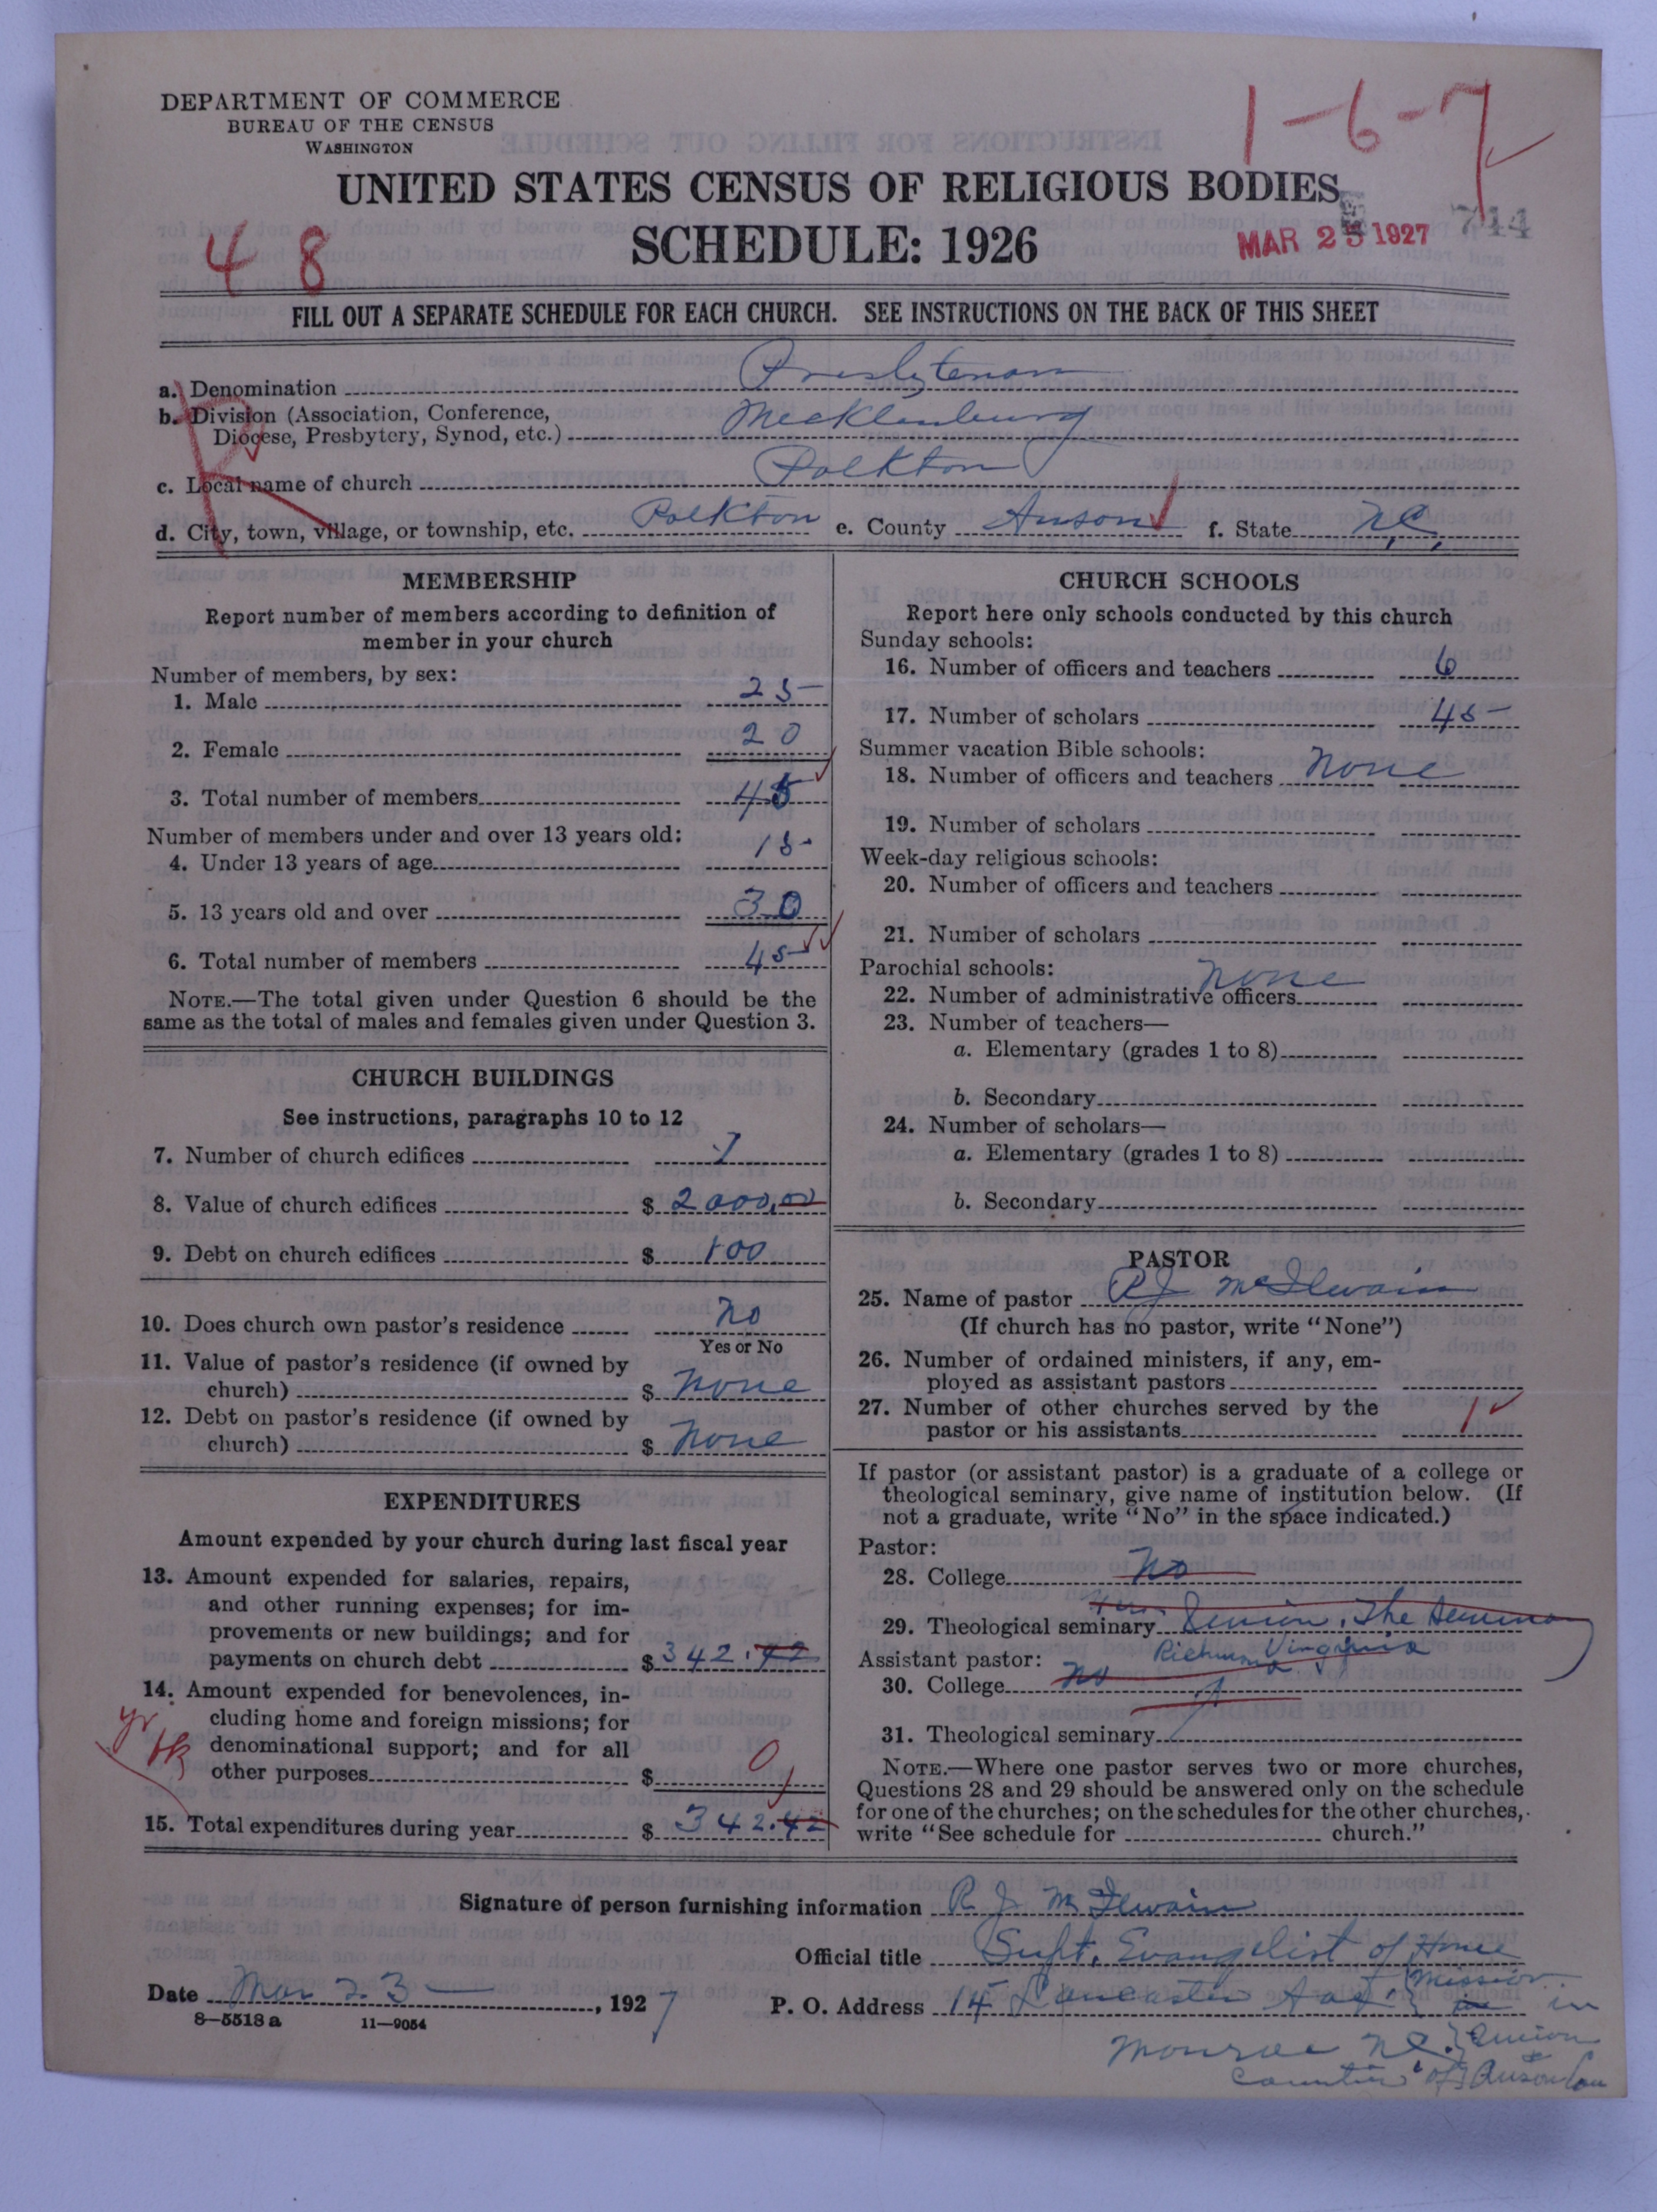 DEPARTMENT OF COMMERCE
BUREAU OF THE CENSUS
WASHINGTON
1-6-7
UNITED STATES CENSUS OF RELIGIOUS BODIES
48
SCHEDULE: 1926
MAR 25 1927
744
FILL OUT A SEPARATE SCHEDULE FOR EACH CHURCH. SEE INSTRUCTIONS ON THE BACK OF THIS SHEET
a. Denomination Presbyterian
b. Division (Association, Conference, Diocese, Presbytery, Synod, etc.) Mecklenburg
c. Local name of church Polkton
d. City, town, village, or township, etc. Polkton e. County Anson f. State N.C.
MEMBERSHIP
Report number of members according to definition of
member in your church
Number of members, by sex:
1. Male 25
2. Female 20
3. Total number of members 45
Number of members under and over 13 years old:
4. Under 13 years of age 15
5. 13 years old and over 30
6. Total number of members 45
NOTE.—The total given under Question 6 should be the
same as the total of males and females given under Question 3.
CHURCH BUILDINGS
See instructions, paragraphs 10 to 12
7. Number of church edifices 1
8. Value of church edifices $ 2000.00
9. Debt on church edifices $ 100
10. Does church own pastor's residence No
Yes or No
11. Value of pastor's residence (if owned by
church) $ None
12. Debt on pastor's residence (if owned by
church) $ None
EXPENDITURES
Amount expended by your church during last fiscal year
13. Amount expended for salaries, repairs,
and other running expenses; for im-
provements or new buildings; and for
payments on church debt $ 342.42
14. Amount expended for benevolences, in-
cluding home and foreign missions; for
denominational support; and for all
other purposes $ 0
yr bk
15. Total expenditures during year $ 342.42
CHURCH SCHOOLS
Report here only schools conducted by this church
Sunday schools:
16. Number of officers and teachers 6
17. Number of scholars 45
Summer vacation Bible schools:
18. Number of officers and teachers None
19. Number of scholars
Week-day religious schools:
20. Number of officers and teachers
21. Number of scholars
Parochial schools:
22. Number of administrative officers None
23. Number of teachers—
a. Elementary (grades 1 to 8)
b. Secondary
24. Number of scholars—
a. Elementary (grades 1 to 8)
b. Secondary
PASTOR
25. Name of pastor R J McIlwain
(If church has no pastor, write "None")
26. Number of ordained ministers, if any, em-
ployed as assistant pastors
27. Number of other churches served by the
pastor or his assistants 1
If pastor (or assistant pastor) is a graduate of a college or
theological seminary, give name of institution below. (If
not a graduate, write "No" in the space indicated.)
Pastor:
28. College No
29. Theological seminary Union. The Seminary
Richmond Virginia
Assistant pastor:
30. College No
31. Theological seminary
NOTE.—Where one pastor serves two or more churches,
Questions 28 and 29 should be answered only on the schedule
for one of the churches; on the schedules for the other churches,
write "See schedule for church."
Signature of person furnishing information R J McIlwain
Official title Supt. Evangelist of Home
Mission in
Date Mar 23 , 1927
P. O. Address 14 Lancaster
Monroe N.C. Union
8—5518 a 11—9054